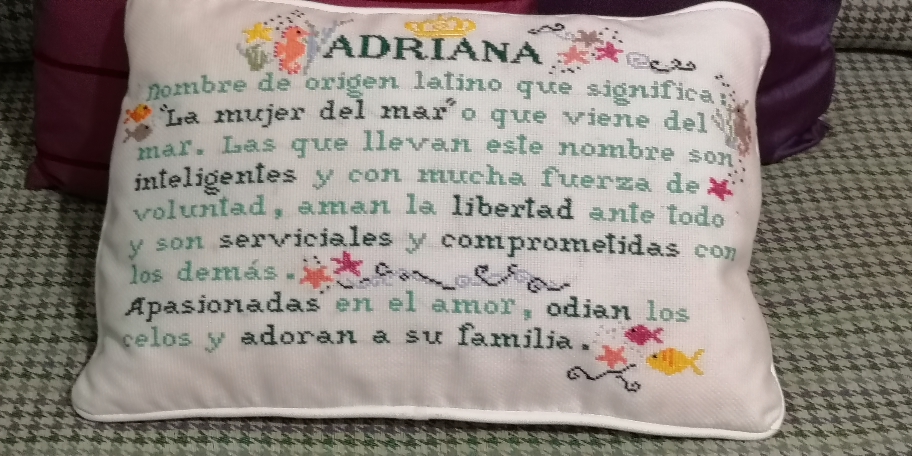 ADRIANA
nombre de origen latino que significa:
"La mujer del mar" o que viene del
mar. Las que llevan este nombre son
inteligentes y con mucha fuerza de
voluntad, aman la libertad ante todo
y son serviciales y comprometidas con
los demás.
Apasionadas en el amor, odian los
celos y adoran a su familia.